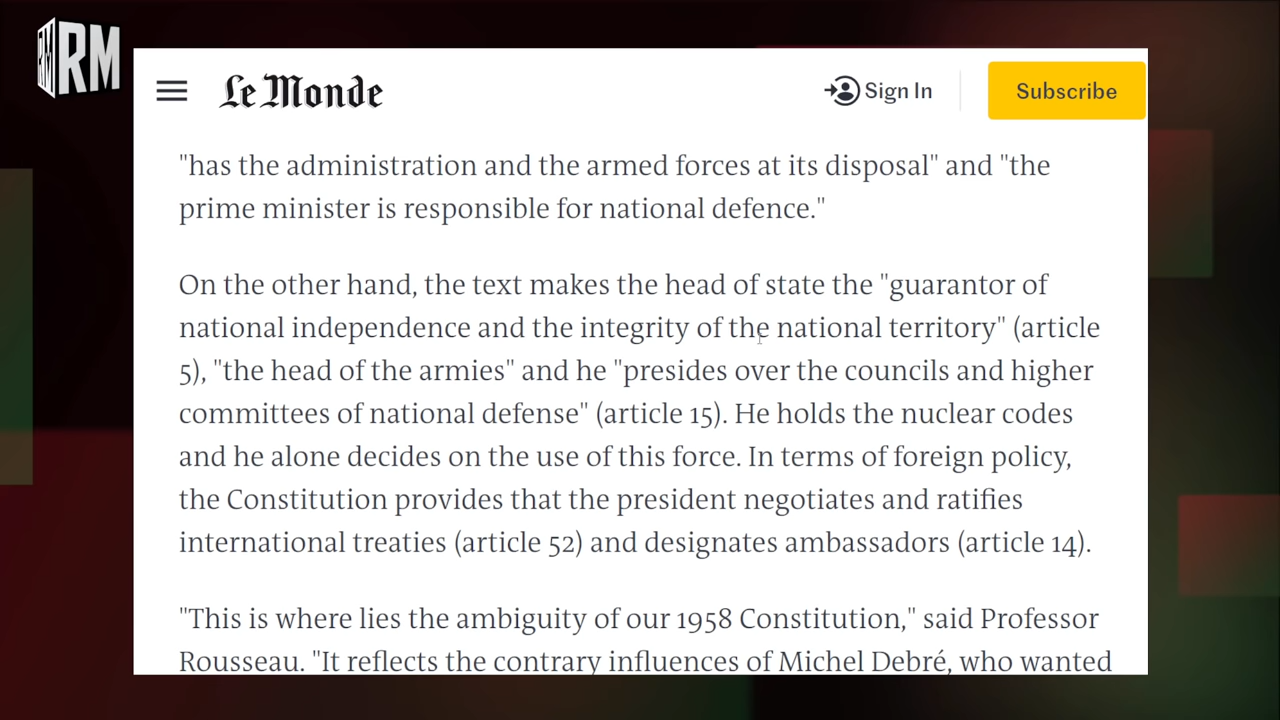 RM
Le Monde
Sign In
Subscribe
"has the administration and the armed forces at its disposal" and "the
prime minister is responsible for national defence."
On the other hand, the text makes the head of state the "guarantor of
national independence and the integrity of the national territory" (article
5), "the head of the armies" and he "presides over the councils and higher
committees of national defense" (article 15). He holds the nuclear codes
and he alone decides on the use of this force. In terms of foreign policy,
the Constitution provides that the president negotiates and ratifies
international treaties (article 52) and designates ambassadors (article 14).
"This is where lies the ambiguity of our 1958 Constitution," said Professor
Rousseau. "It reflects the contrary influences of Michel Debré, who wanted